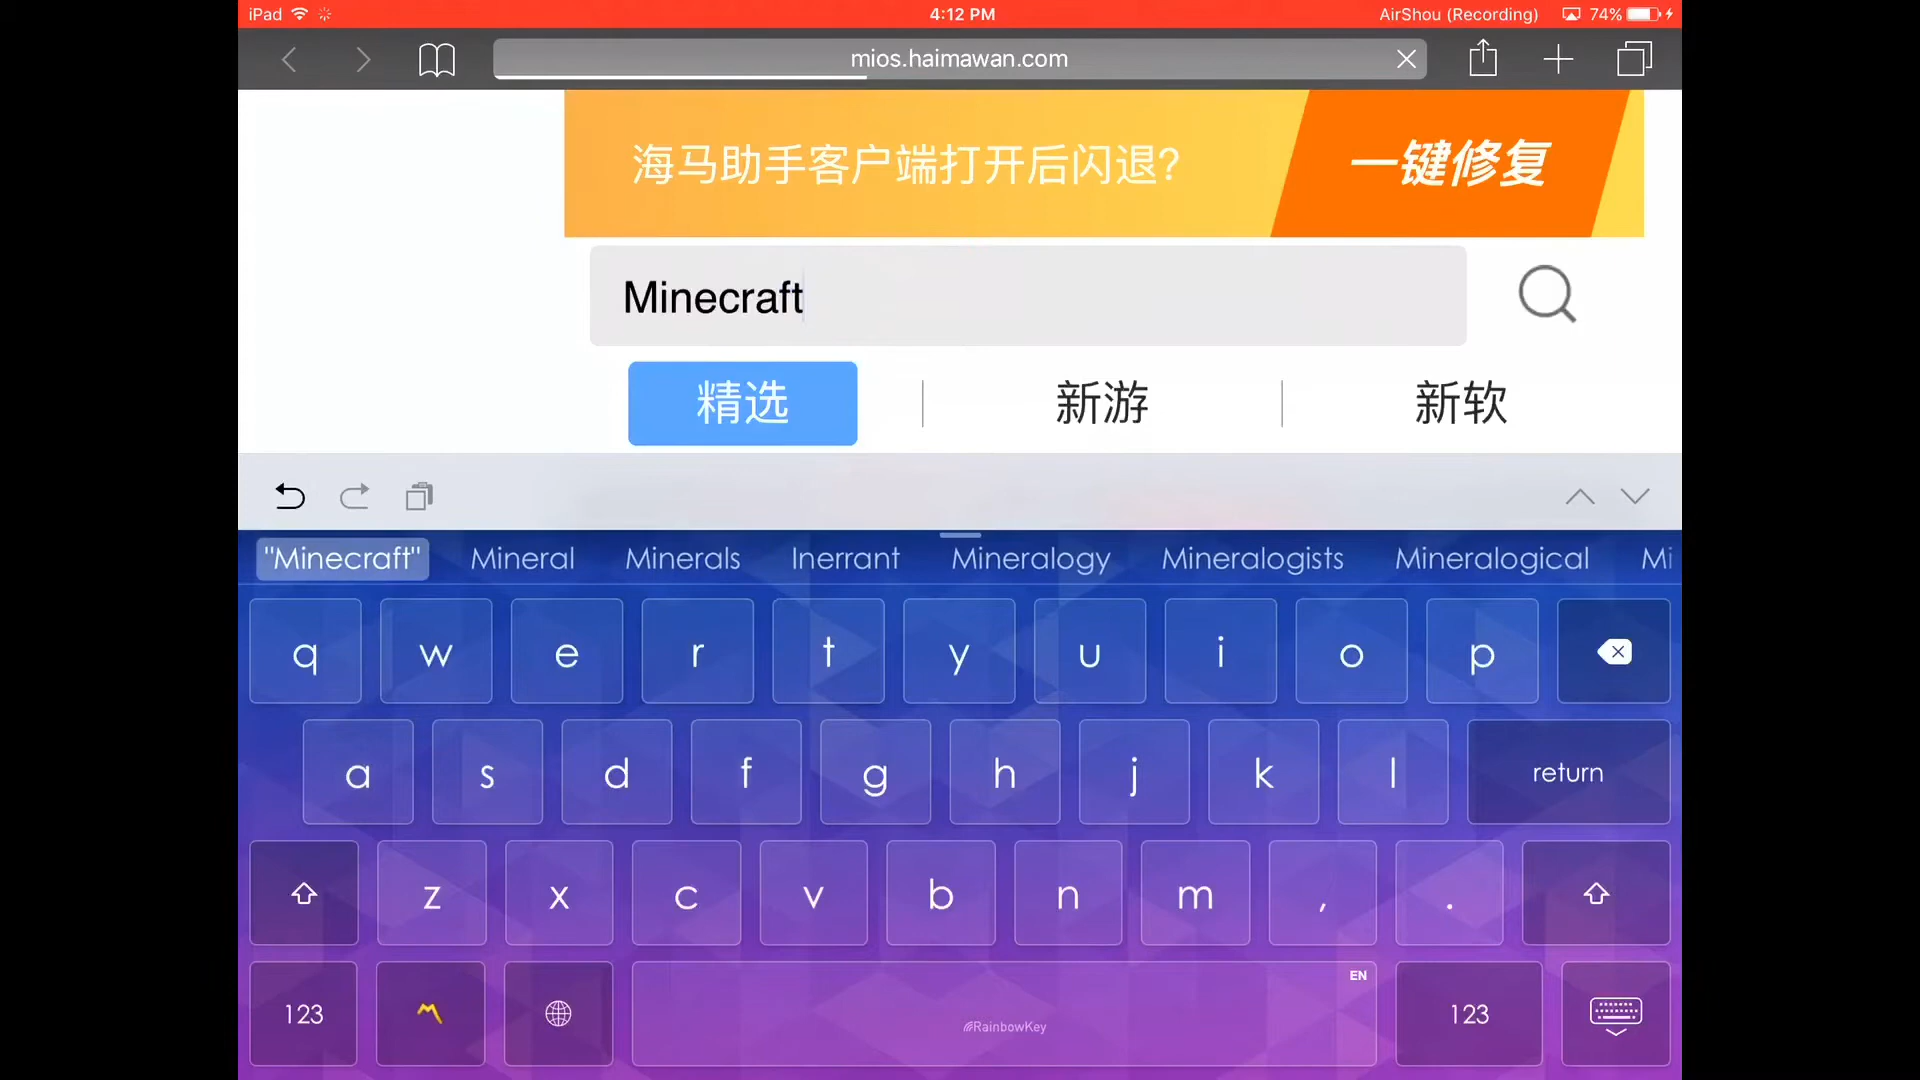 iPad 4:12 PM AirShou (Recording) 74%
mios.haimawan.com
海马助手客户端打开后闪退? 一键修复
Minecraft
精选 新游 新软
"Minecraft" Mineral Minerals Inerrant Mineralogy Mineralogists Mineralogical Mi
q w e r t y u i o p
a s d f g h j k l return
z x c v b n m , .
123 EN RainbowKey 123